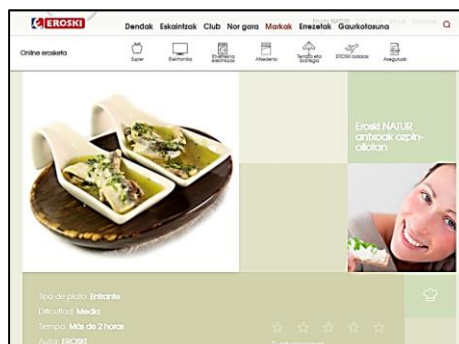 EROSKI
Dendak Eskaintzak Club Nor gara Markak Errezetak Gaurkotasuna
Online erosketa
Super
Elektronika
Bidaiak
Aseguruak
Eroski NATUR
antxoak ozpin-
oliotan
Tipo de plato: Entrante
Dificultad: Media
Tiempo: Más de 2 horas
Autor: EROSKI